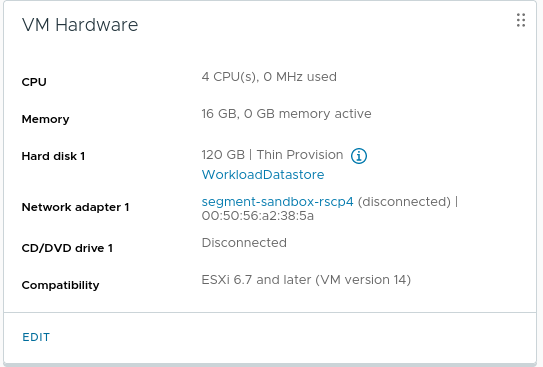 VM Hardware
CPU
4 CPU(s), 0 MHz used
Memory
16 GB, 0 GB memory active
Hard disk 1
120 GB | Thin Provision
WorkloadDatastore
Network adapter 1
segment-sandbox-rscp4 (disconnected) |
00:50:56:a2:38:5a
CD/DVD drive 1
Disconnected
Compatibility
ESXi 6.7 and later (VM version 14)
EDIT